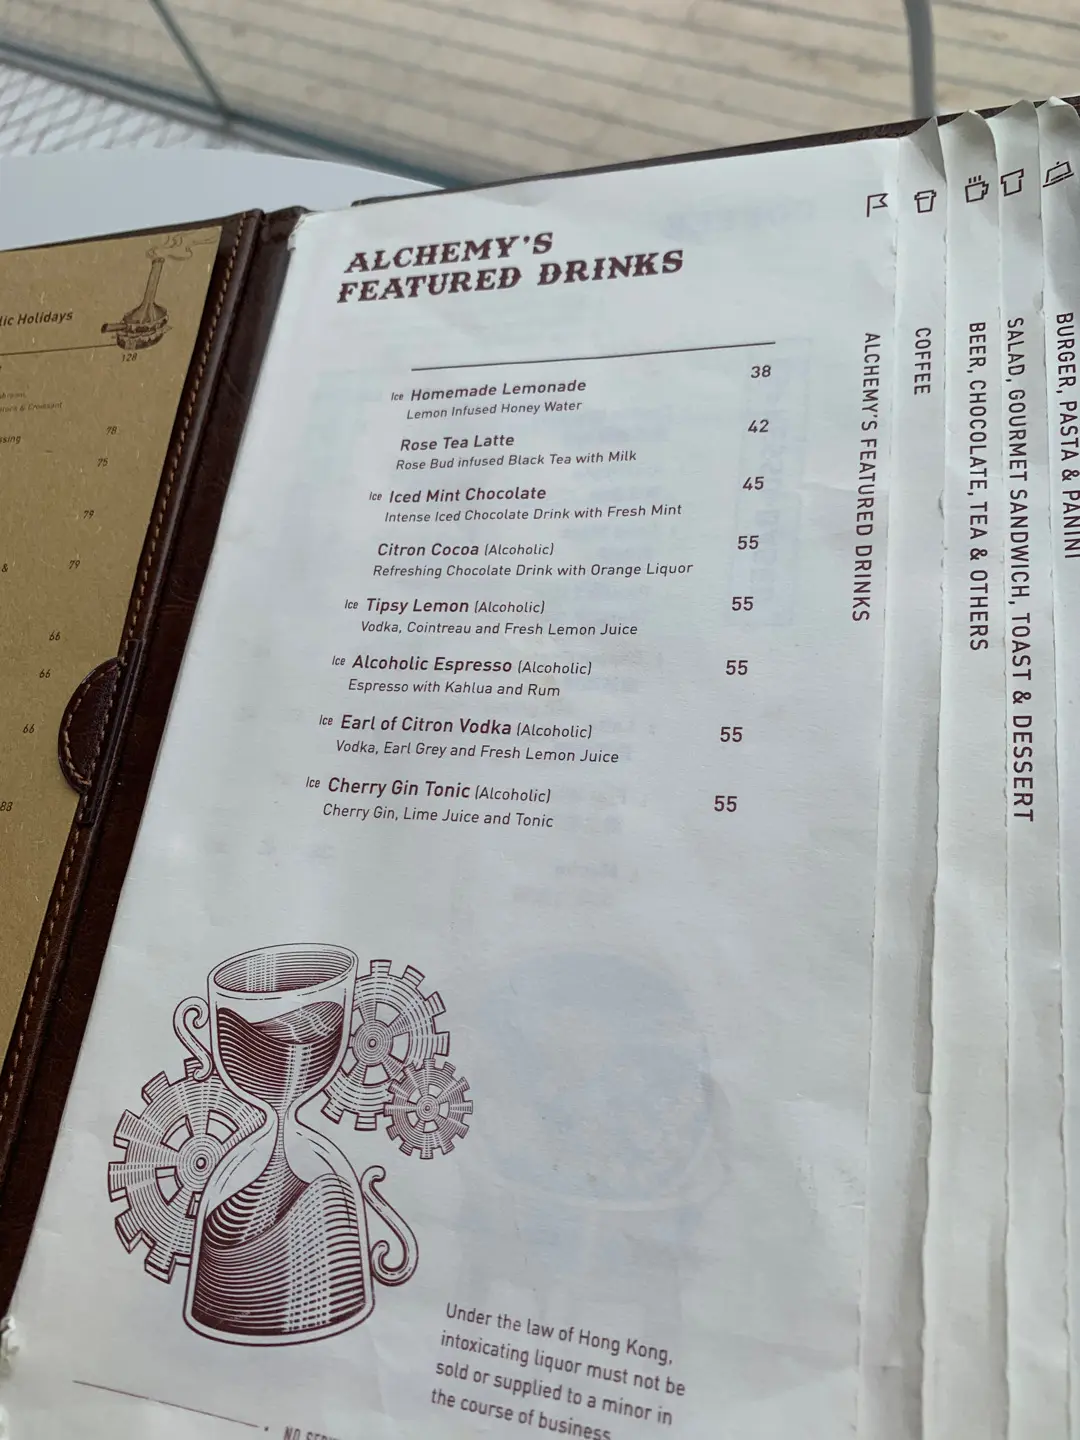 lic Holidays
128
78
75
79
&
79
66
66
66
88
ALCHEMY'S
FEATURED DRINKS
Ice Homemade Lemonade 38
Lemon Infused Honey Water
Rose Tea Latte 42
Rose Bud infused Black Tea with Milk
Ice Iced Mint Chocolate 45
Intense Iced Chocolate Drink with Fresh Mint
Citron Cocoa (Alcoholic) 55
Refreshing Chocolate Drink with Orange Liquor
Ice Tipsy Lemon (Alcoholic) 55
Vodka, Cointreau and Fresh Lemon Juice
Ice Alcoholic Espresso (Alcoholic) 55
Espresso with Kahlua and Rum
Ice Earl of Citron Vodka (Alcoholic) 55
Vodka, Earl Grey and Fresh Lemon Juice
Ice Cherry Gin Tonic (Alcoholic) 55
Cherry Gin, Lime Juice and Tonic
Under the law of Hong Kong,
intoxicating liquor must not be
sold or supplied to a minor in
the course of business
NO
ALCHEMY'S FEATURED DRINKS
COFFEE
BEER, CHOCOLATE, TEA & OTHERS
SALAD, GOURMET SANDWICH, TOAST & DESSERT
BURGER, PASTA & PANINI